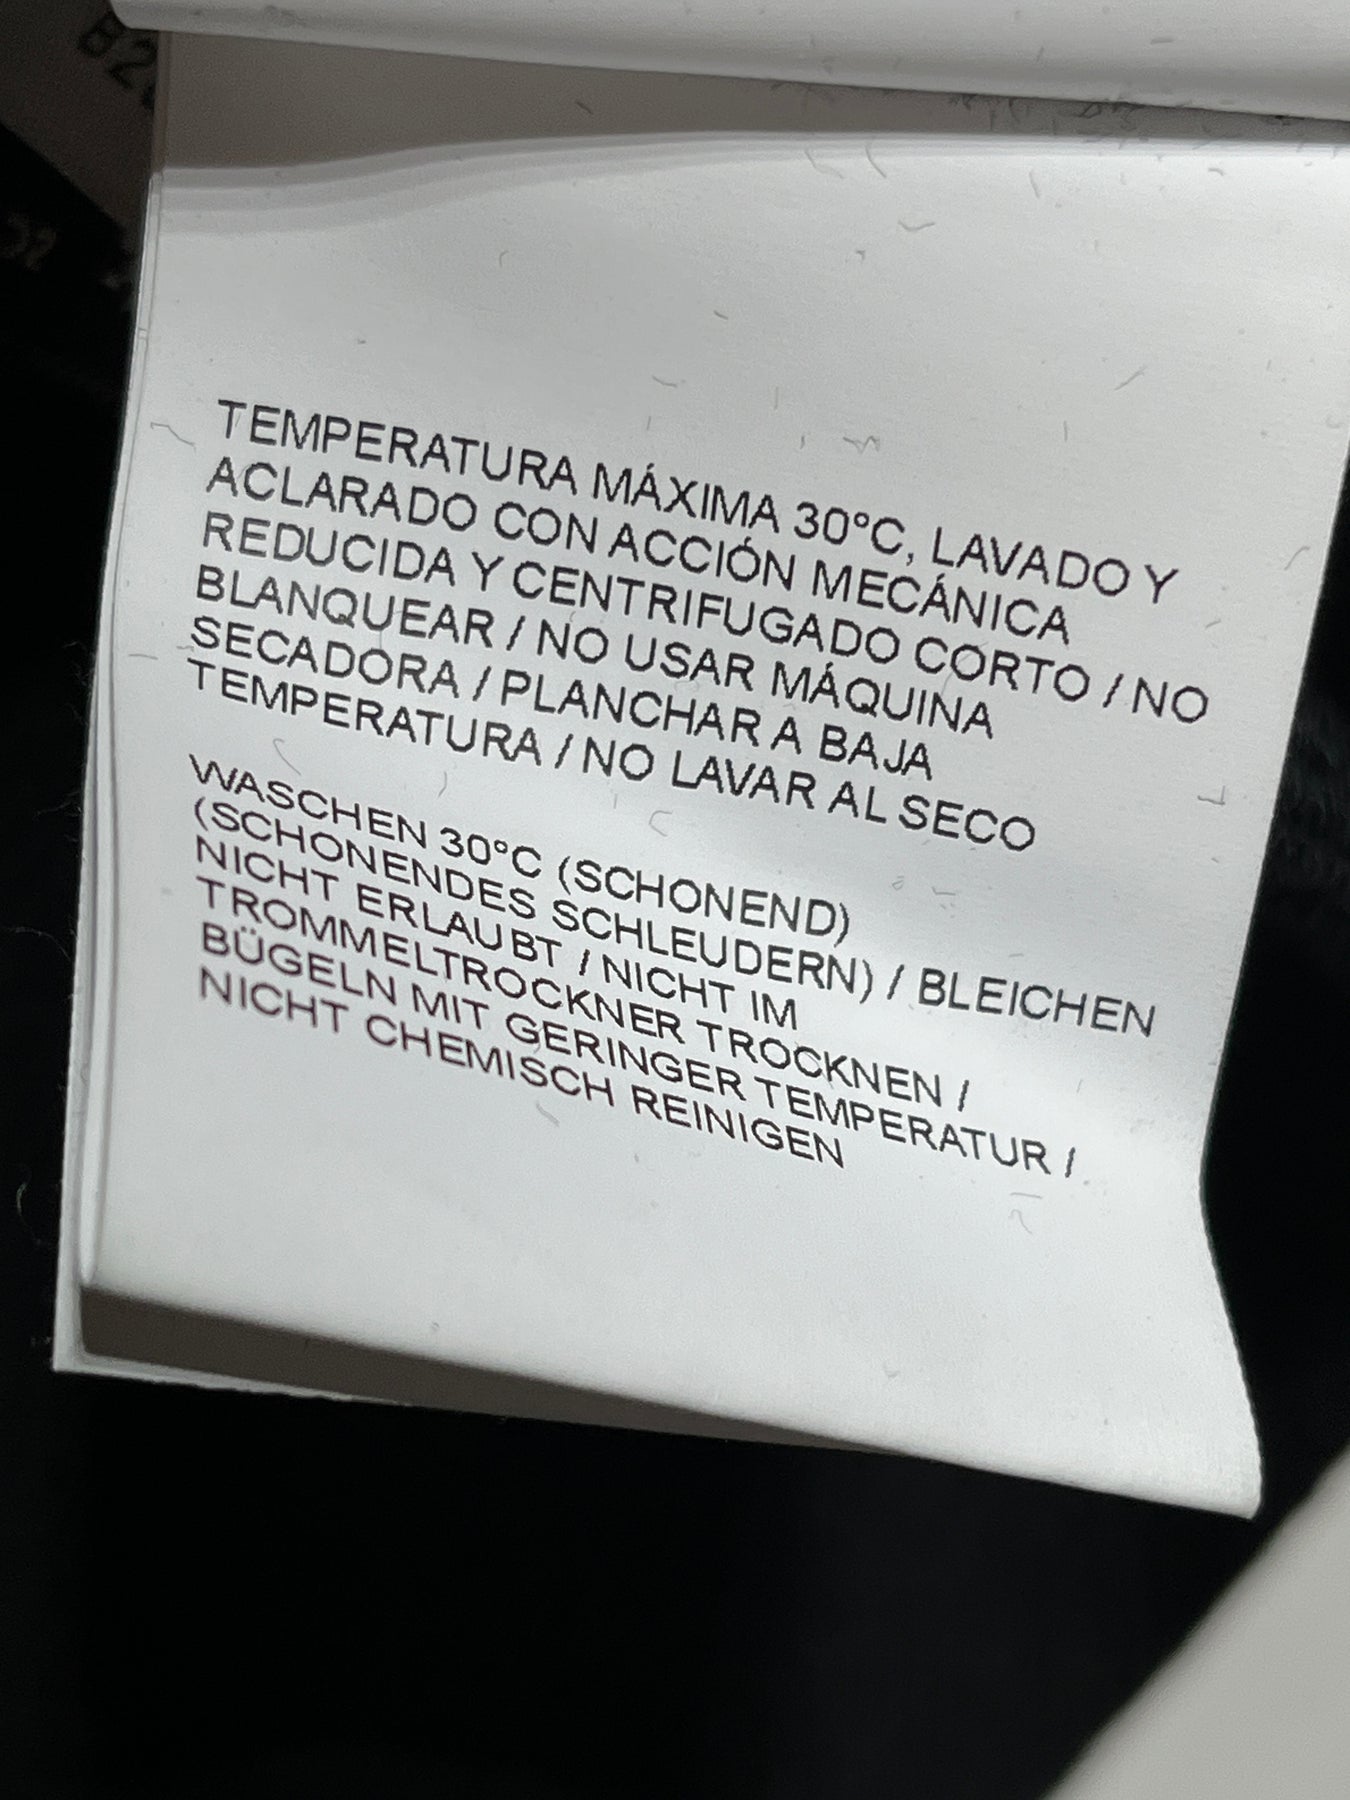 TEMPERATURA MÁXIMA 30°C, LAVADO Y
ACLARADO CON ACCIÓN MECÁNICA
REDUCIDA Y CENTRIFUGADO CORTO / NO
BLANQUEAR / NO USAR MÁQUINA
SECADORA / PLANCHAR A BAJA
TEMPERATURA / NO LAVAR AL SECO
WASCHEN 30°C (SCHONEND)
(SCHONENDES SCHLEUDERN) / BLEICHEN
NICHT ERLAUBT / NICHT IM
TROMMELTROCKNER TROCKNEN /
BÜGELN MIT GERINGER TEMPERATUR /
NICHT CHEMISCH REINIGEN